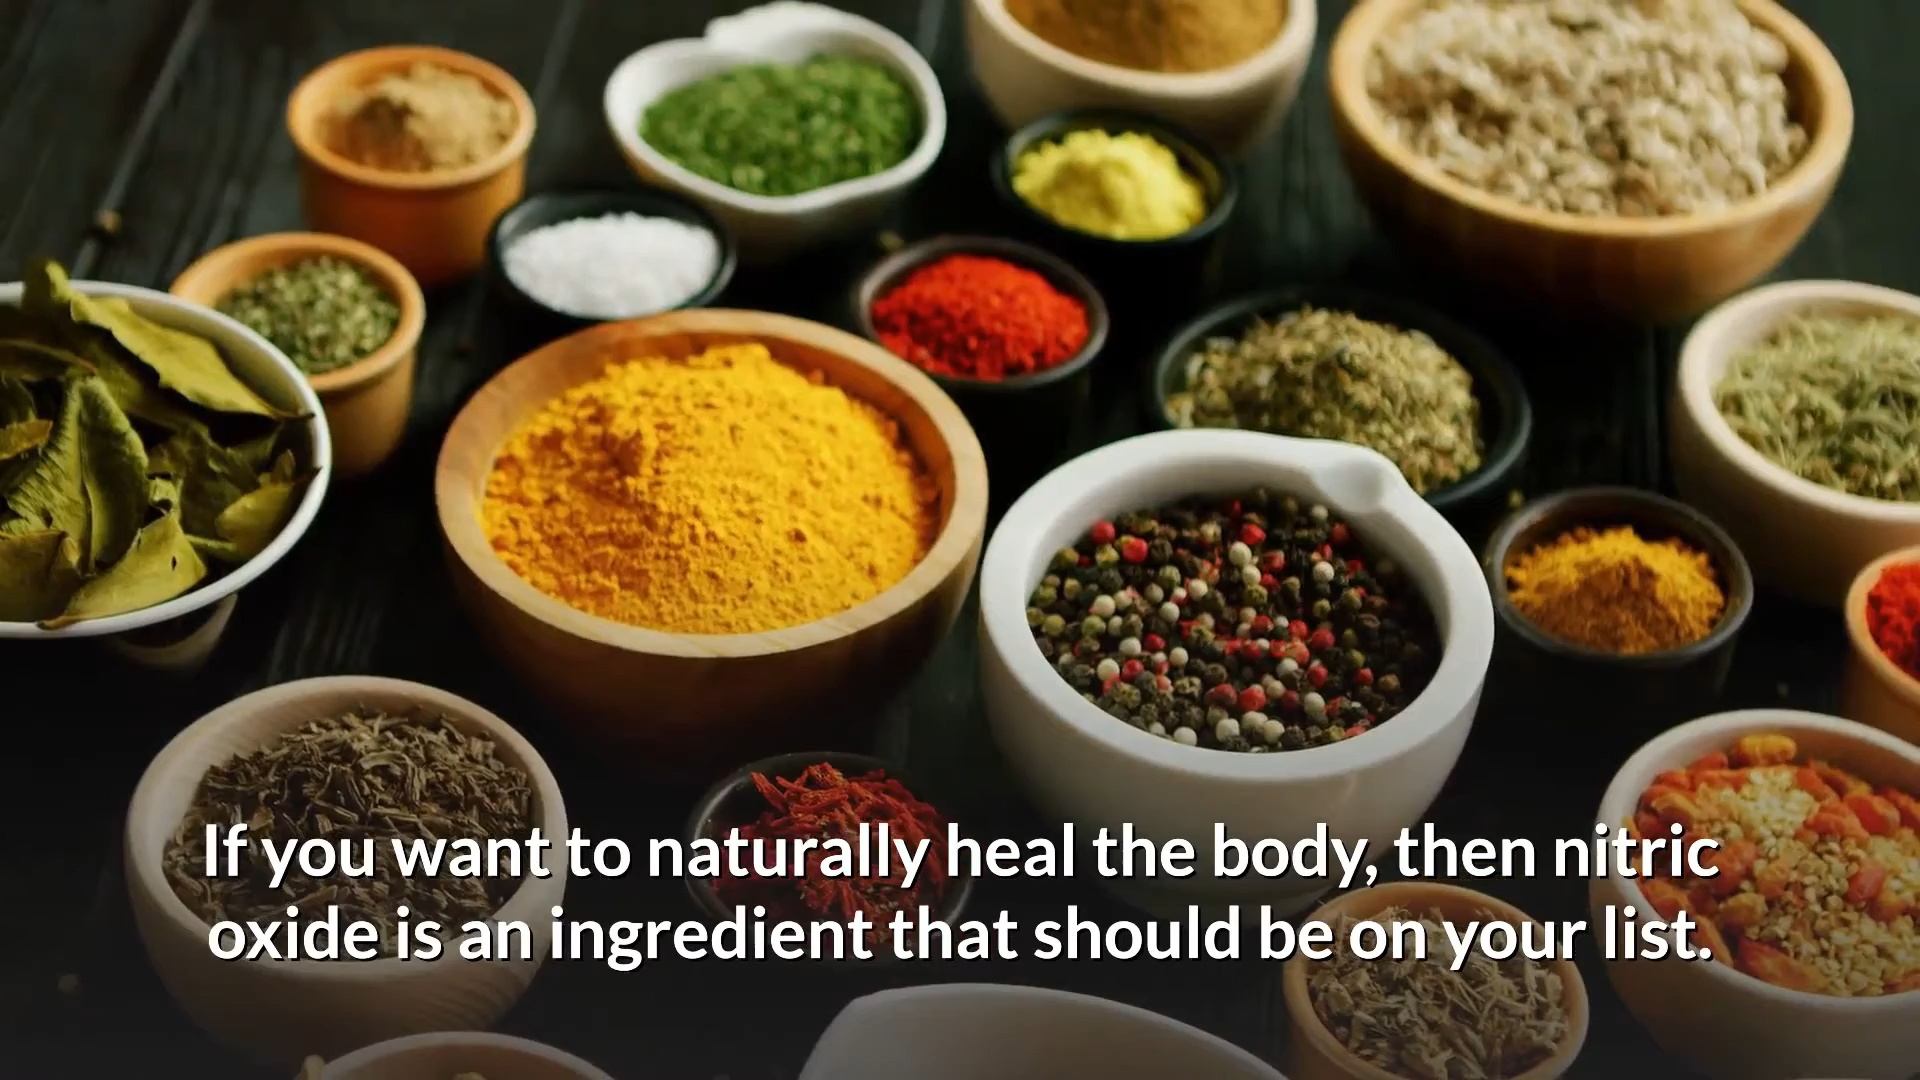 If you want to naturally heal the body, then nitric
oxide is an ingredient that should be on your list.